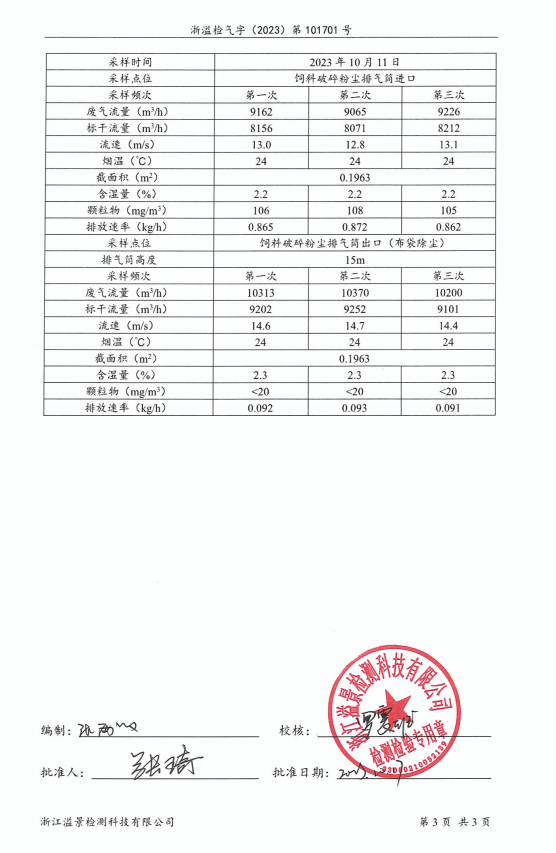 浙溢检气字（2023）第 101701 号
采样时间 2023 年 10 月 11 日
采样点位 饲料破碎粉尘排气筒进口
采样频次 第一次 第二次 第三次
废气流量（m³/h） 9162 9065 9226
标干流量（m³/h） 8156 8071 8212
流速（m/s） 13.0 12.8 13.1
烟温（℃） 24 24 24
截面积（m²） 0.1963
含湿量（%） 2.2 2.2 2.2
颗粒物（mg/m³） 106 108 105
排放速率（kg/h） 0.865 0.872 0.862
采样点位 饲料破碎粉尘排气筒出口（布袋除尘）
排气筒高度 15m
采样频次 第一次 第二次 第三次
废气流量（m³/h） 10313 10370 10200
标干流量（m³/h） 9202 9252 9101
流速（m/s） 14.6 14.7 14.4
烟温（℃） 24 24 24
截面积（m²） 0.1963
含湿量（%） 2.3 2.3 2.3
颗粒物（mg/m³） <20 <20 <20
排放速率（kg/h） 0.092 0.093 0.091
浙江溢景检测科技有限公司
检测检验专用章
编制： 校核：
批准人： 张琦 批准日期：
浙江溢景检测科技有限公司 第 3 页 共 3 页